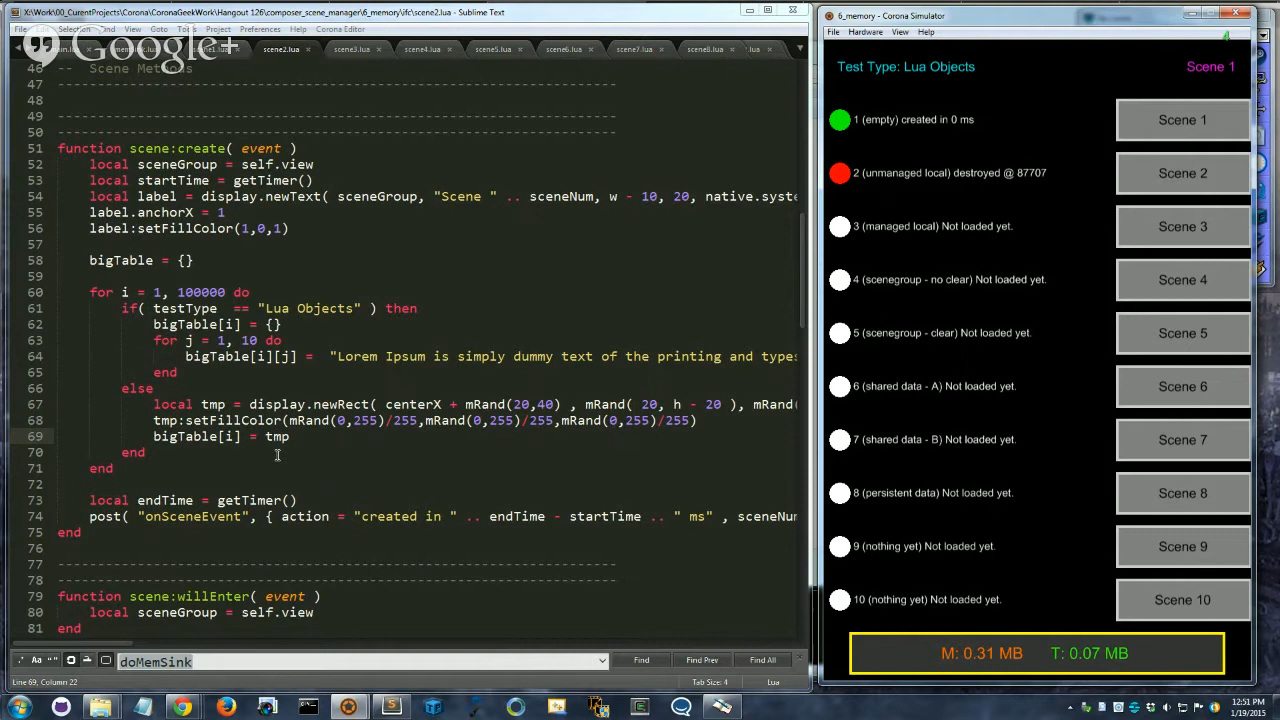 X:\Work\00_CurentProjects\Corona\CoronaGeekWork\Hangout 126\composer_scene_manager\6_memory\ifc\scene2.lua - Sublime Text
View Goto Tools Project Preferences Help Corona Editor
Google+
scene2.lua scene3.lua scene4.lua scene5.lua scene6.lua scene7.lua scene8.lua lua
46 -- Scene Methods
47 ----------------------------------------------------------------------
48
49 ----------------------------------------------------------------------
50 ----------------------------------------------------------------------
51 function scene:create( event )
52 local sceneGroup = self.view
53 local startTime = getTimer()
54 local label = display.newText( sceneGroup, "Scene " .. sceneNum, w - 10, 20, native.syste
55 label.anchorX = 1
56 label:setFillColor(1,0,1)
57
58 bigTable = {}
59
60 for i = 1, 100000 do
61 if( testType == "Lua Objects" ) then
62 bigTable[i] = {}
63 for j = 1, 10 do
64 bigTable[i][j] = "Lorem Ipsum is simply dummy text of the printing and types
65 end
66 else
67 local tmp = display.newRect( centerX + mRand(20,40) , mRand( 20, h - 20 ), mRand(
68 tmp:setFillColor(mRand(0,255)/255,mRand(0,255)/255,mRand(0,255)/255)
69 bigTable[i] = tmp
70 end
71 end
72
73 local endTime = getTimer()
74 post( "onSceneEvent", { action = "created in " .. endTime - startTime .. " ms" , sceneNum
75 end
76
77 ----------------------------------------------------------------------
78 ----------------------------------------------------------------------
79 function scene:willEnter( event )
80 local sceneGroup = self.view
81 end
.* Aa "" doMemSink Find Find Prev Find All
Line 69, Column 22 Tab Size: 4 Lua
6_memory - Corona Simulator
File Hardware View Help
4
Test Type: Lua Objects Scene 1
1 (empty) created in 0 ms Scene 1
2 (unmanaged local) destroyed @ 87707 Scene 2
3 (managed local) Not loaded yet. Scene 3
4 (scenegroup - no clear) Not loaded yet. Scene 4
5 (scenegroup - clear) Not loaded yet. Scene 5
6 (shared data - A) Not loaded yet. Scene 6
7 (shared data - B) Not loaded yet. Scene 7
8 (persistent data) Not loaded yet. Scene 8
9 (nothing yet) Not loaded yet. Scene 9
10 (nothing yet) Not loaded yet. Scene 10
M: 0.31 MB T: 0.07 MB
12:51 PM
1/19/2015